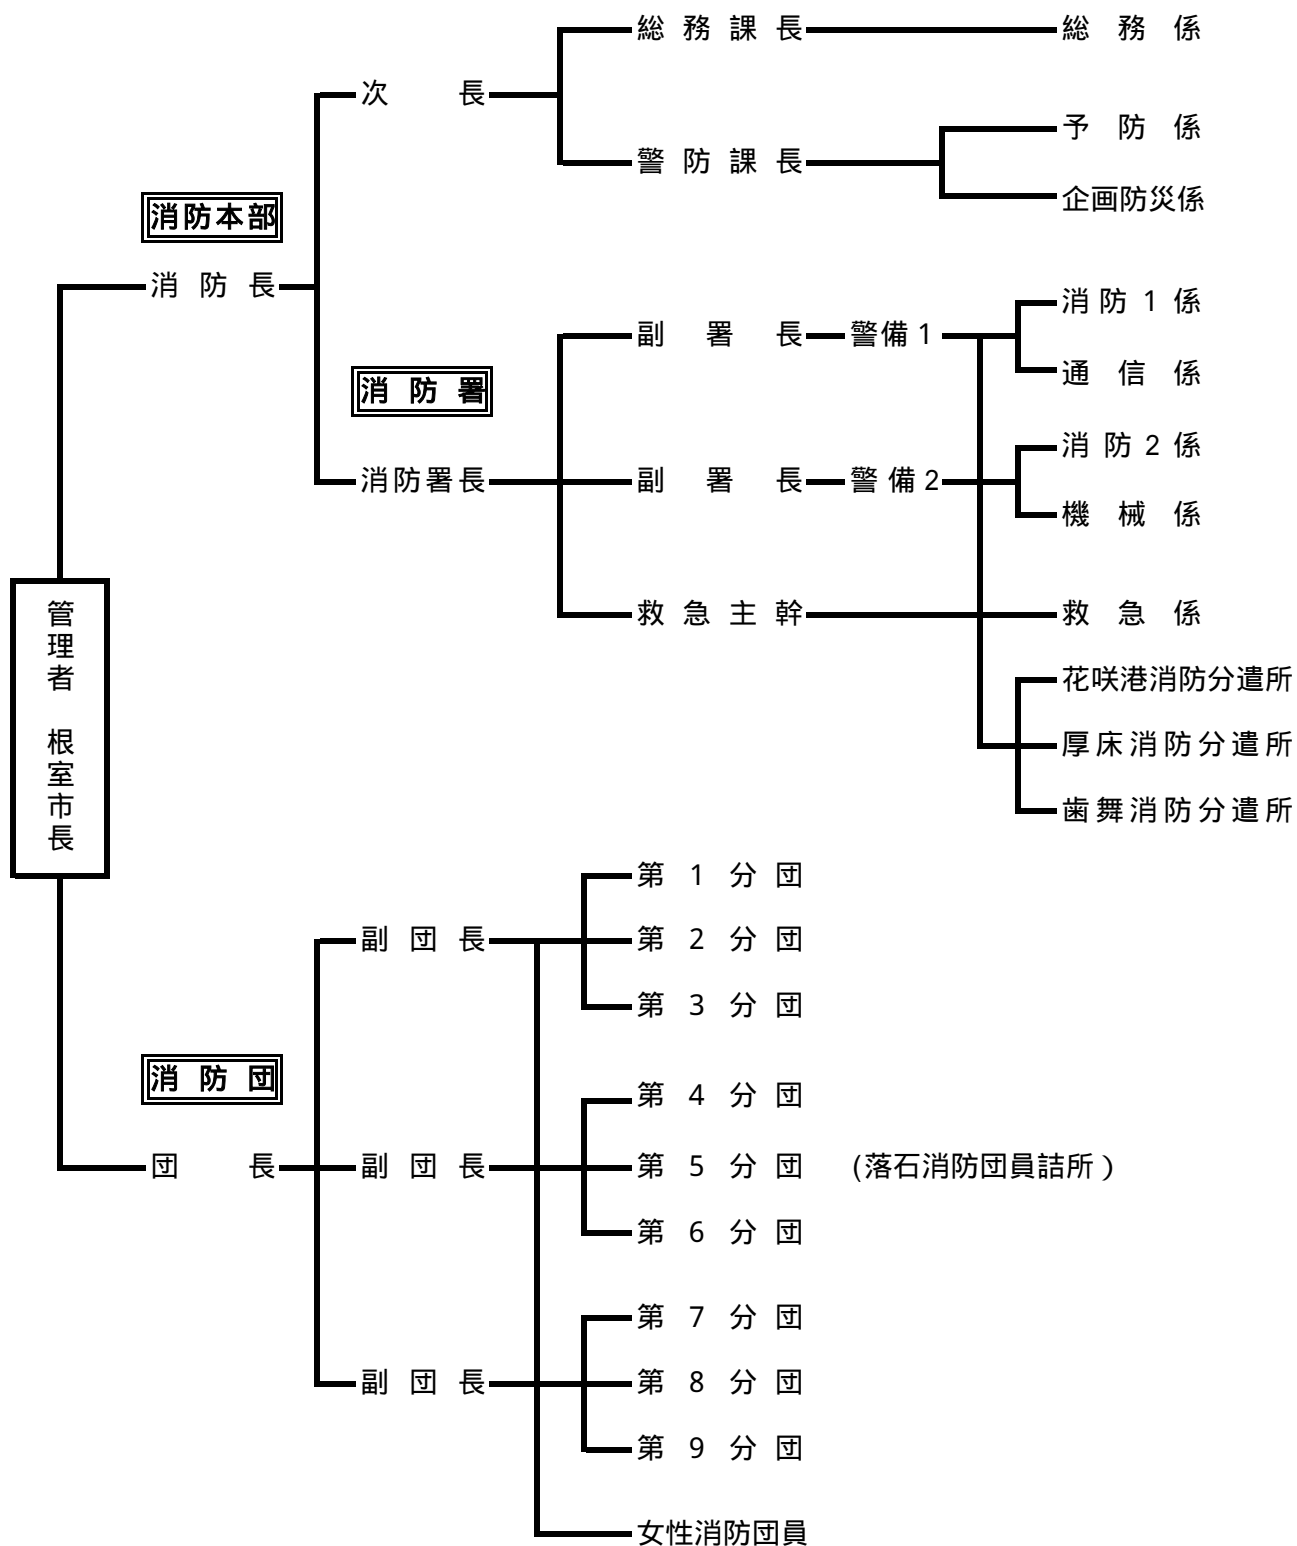 総務課長 総務係
次長
予防係
警防課長
企画防災係
消防本部
消防長
消防1係
副署長 警備1
通信係
消防署
消防2係
消防署長 副署長 警備2
機械係
管理者 根室市長
救急主幹 救急係
花咲港消防分遣所
厚床消防分遣所
歯舞消防分遣所
第1分団
副団長 第2分団
第3分団
消防団
第4分団
団長 副団長 第5分団 (落石消防団員詰所)
第6分団
第7分団
副団長 第8分団
第9分団
女性消防団員